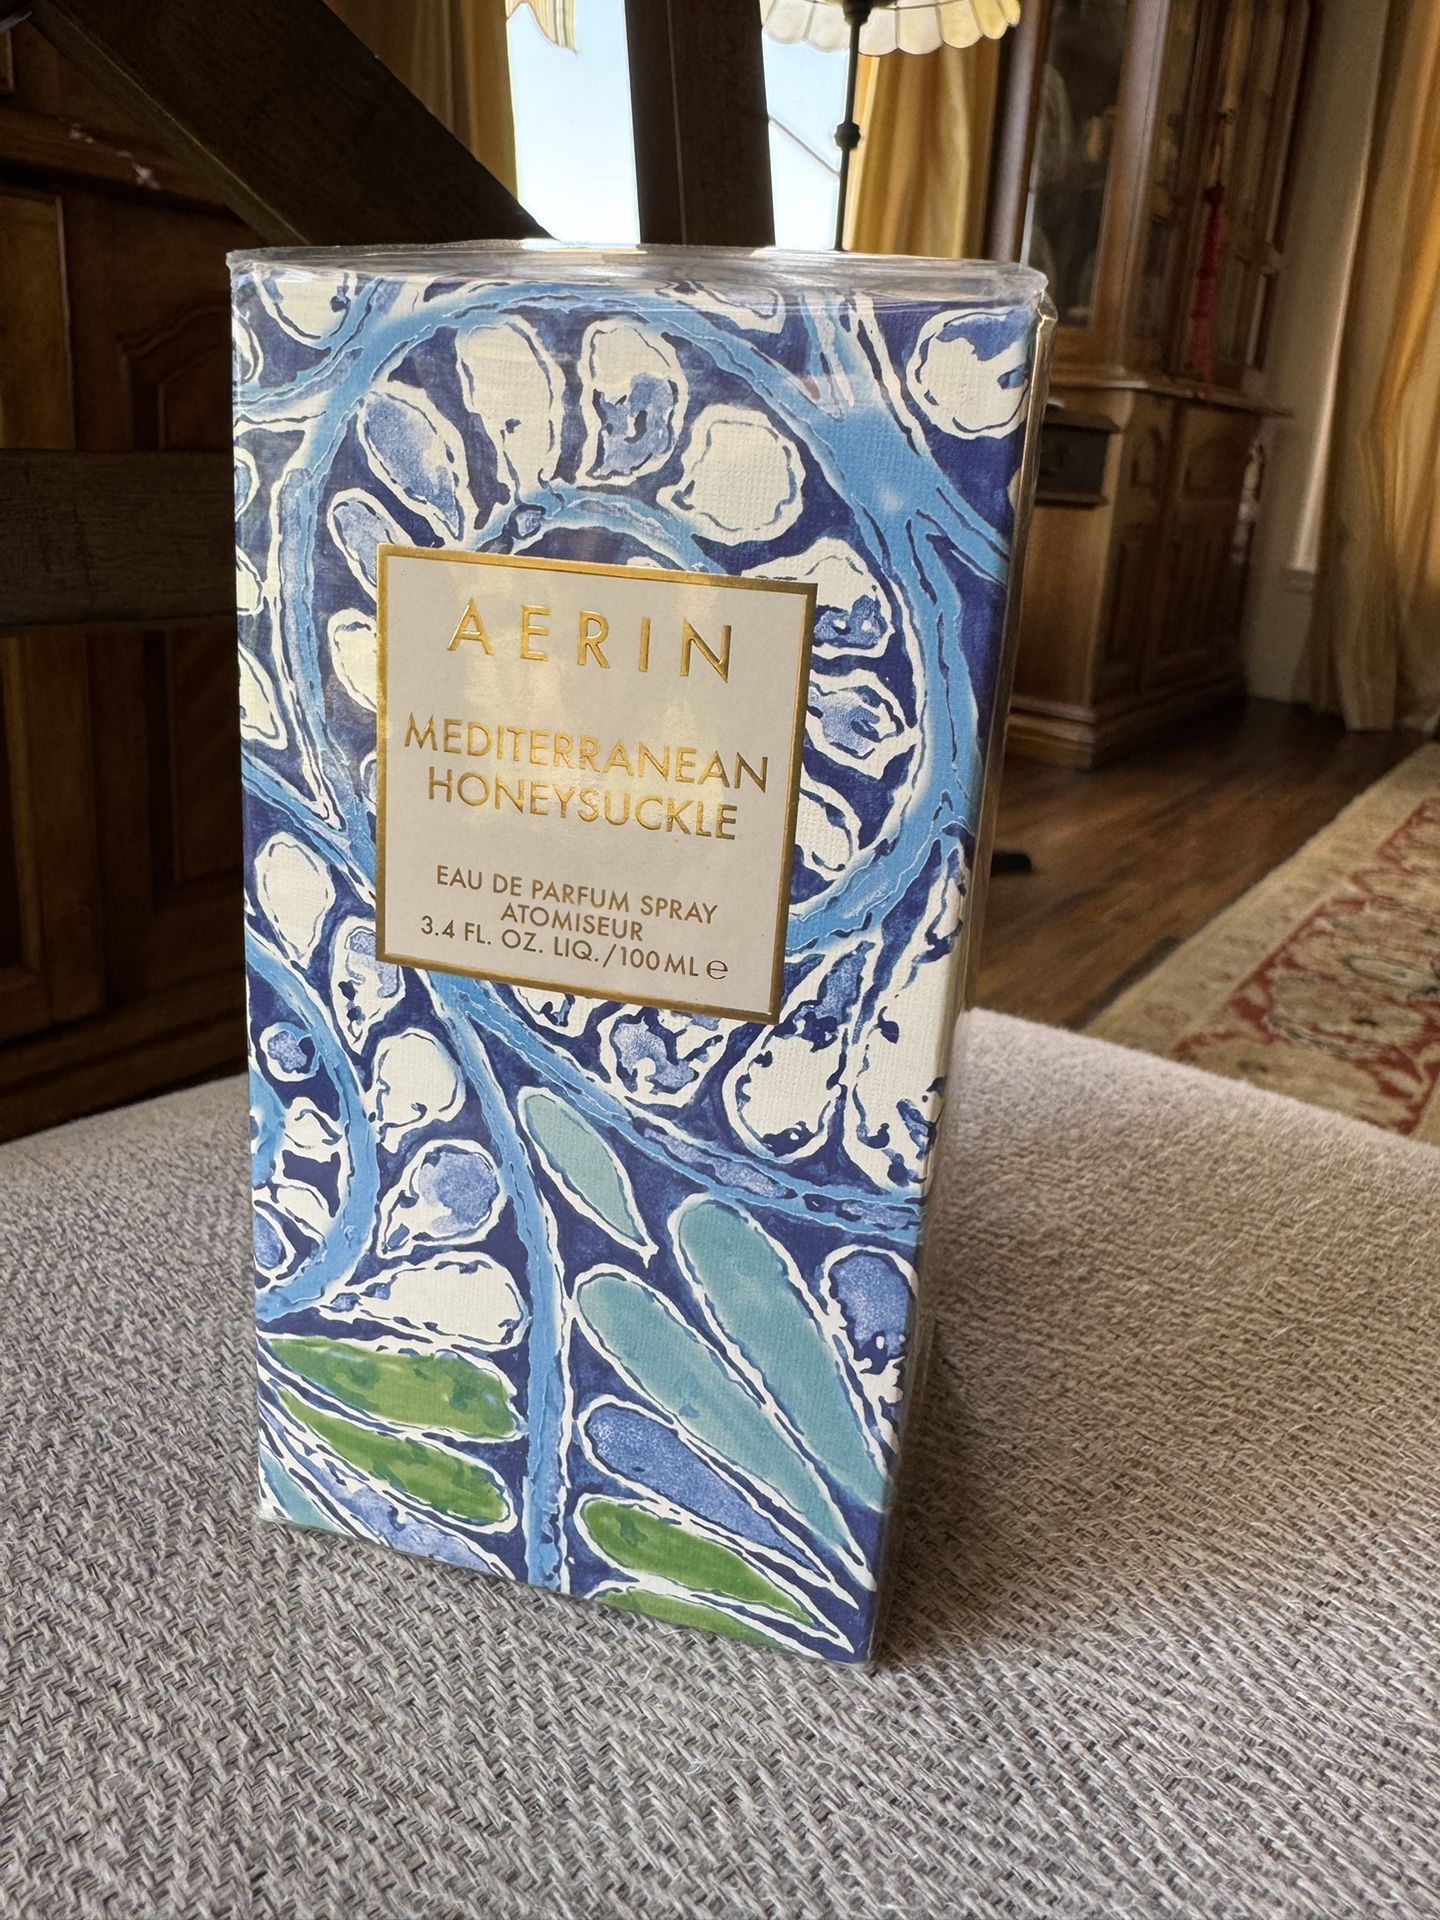 AERIN
MEDITERRANEAN
HONEYSUCKLE
EAU DE PARFUM SPRAY
ATOMISEUR
3.4 FL. OZ. LIQ./100 ML ℮